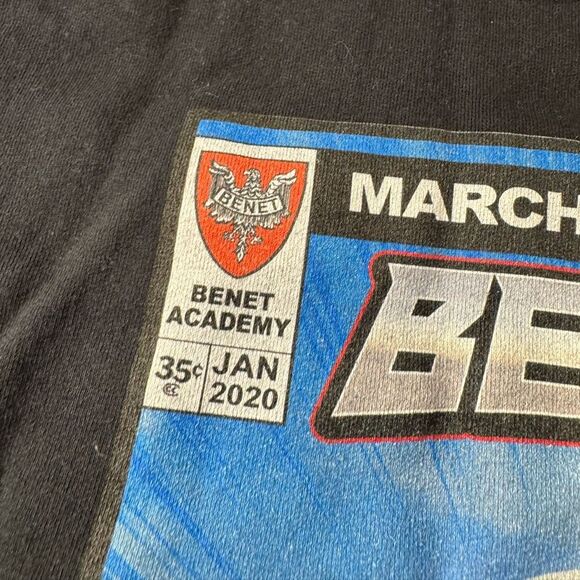 BENET
BENET
ACADEMY
35¢
JAN
2020
MARCH
BE